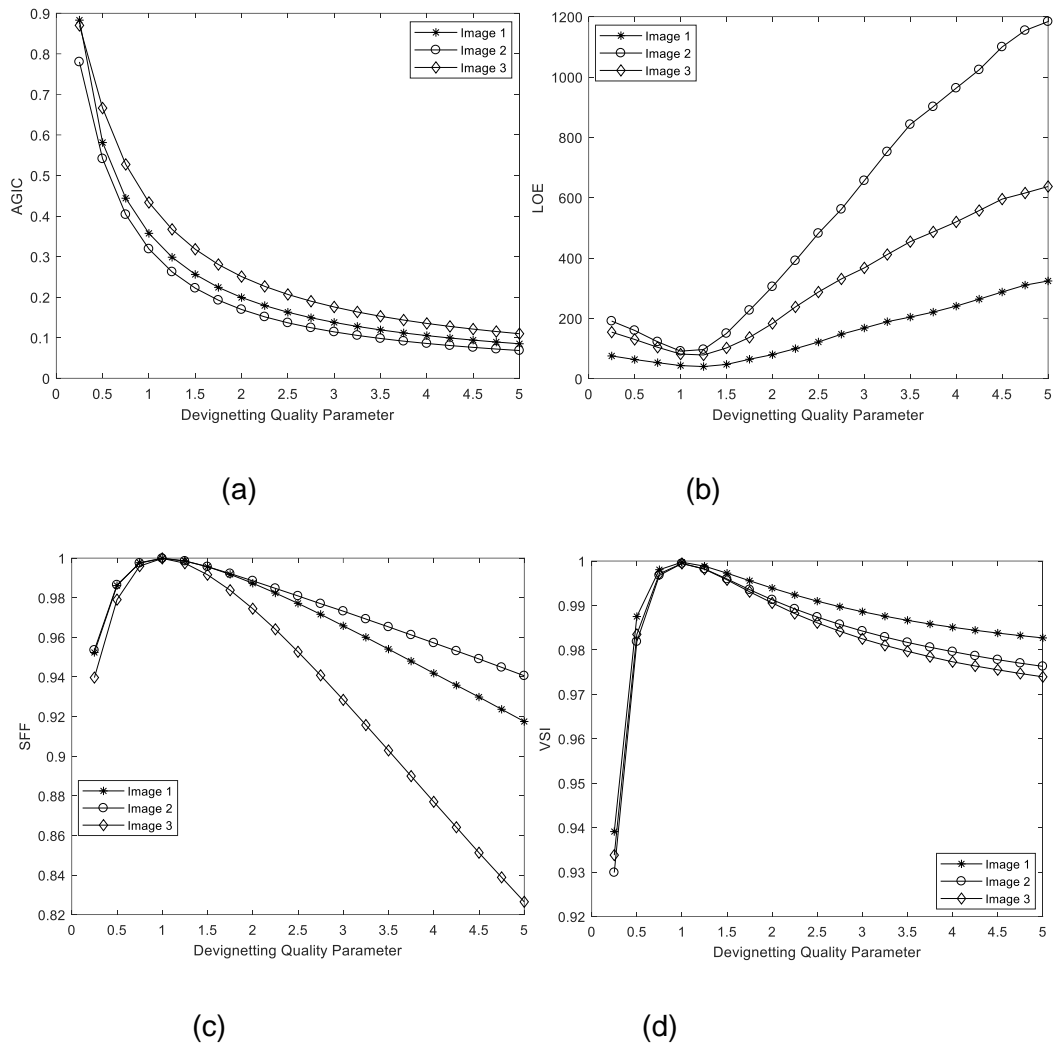 0.9
0.8
0.7
0.6
0.5
0.4
0.3
0.2
0.1
0
AGIC
Image 1
Image 2
Image 3
0 0.5 1 1.5 2 2.5 3 3.5 4 4.5 5
Devignetting Quality Parameter
(a)
1200
1000
800
600
400
200
0
LOE
Image 1
Image 2
Image 3
0 0.5 1 1.5 2 2.5 3 3.5 4 4.5 5
Devignetting Quality Parameter
(b)
1
0.98
0.96
0.94
0.92
0.9
0.88
0.86
0.84
0.82
SFF
Image 1
Image 2
Image 3
0 0.5 1 1.5 2 2.5 3 3.5 4 4.5 5
Devignetting Quality Parameter
(c)
1
0.99
0.98
0.97
0.96
0.95
0.94
0.93
0.92
VSI
Image 1
Image 2
Image 3
0 0.5 1 1.5 2 2.5 3 3.5 4 4.5 5
Devignetting Quality Parameter
(d)